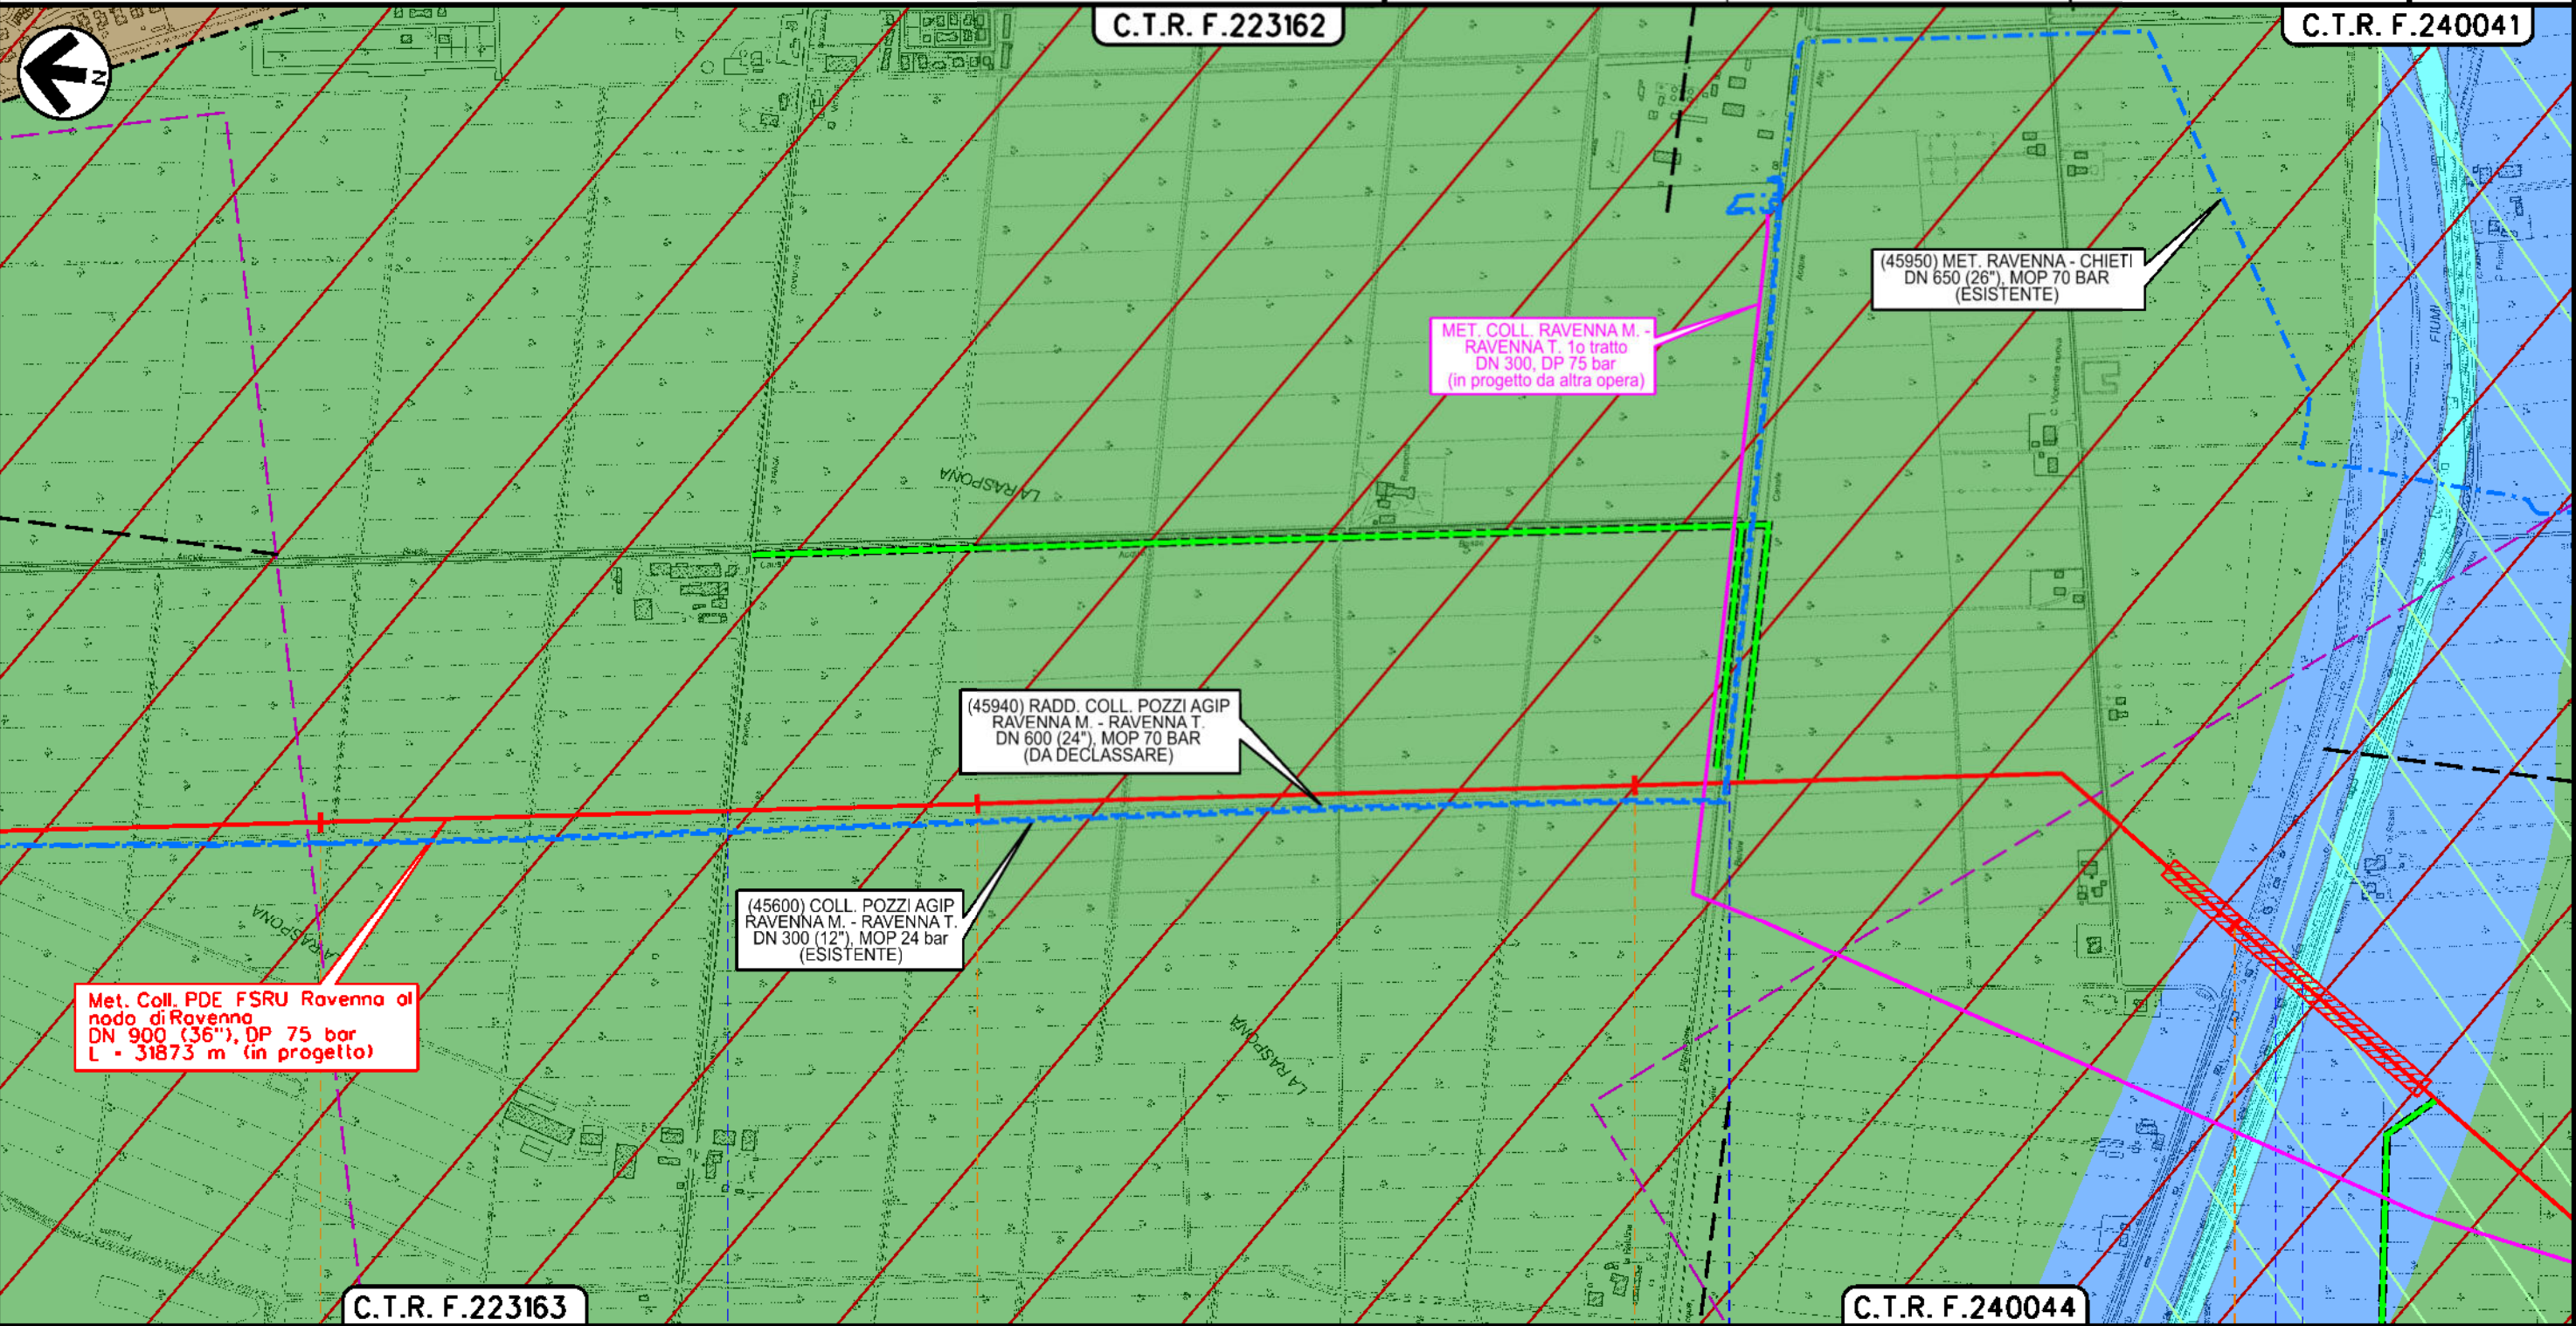 C.T.R. F.223162
C.T.R. F.240041
N
(45950) MET. RAVENNA - CHIETI
DN 650 (26"), MOP 70 BAR
(ESISTENTE)
MET. COLL. RAVENNA M. -
RAVENNA T. 1o tratto
DN 300, DP 75 bar
(in progetto da altra opera)
FIUMI
C. Vicentina nuova
LA RASPONA
(45940) RADD. COLL. POZZI AGIP
RAVENNA M. - RAVENNA T.
DN 600 (24"), MOP 70 BAR
(DA DECLASSARE)
(45600) COLL. POZZI AGIP
RAVENNA M. - RAVENNA T.
DN 300 (12"), MOP 24 bar
(ESISTENTE)
LA RASPONA
Met. Coll. PDE FSRU Ravenna al
nodo di Ravenna
DN 900 (36"), DP 75 bar
L = 31873 m (in progetto)
LA RASPONA
C.T.R. F.223163
C.T.R. F.240044